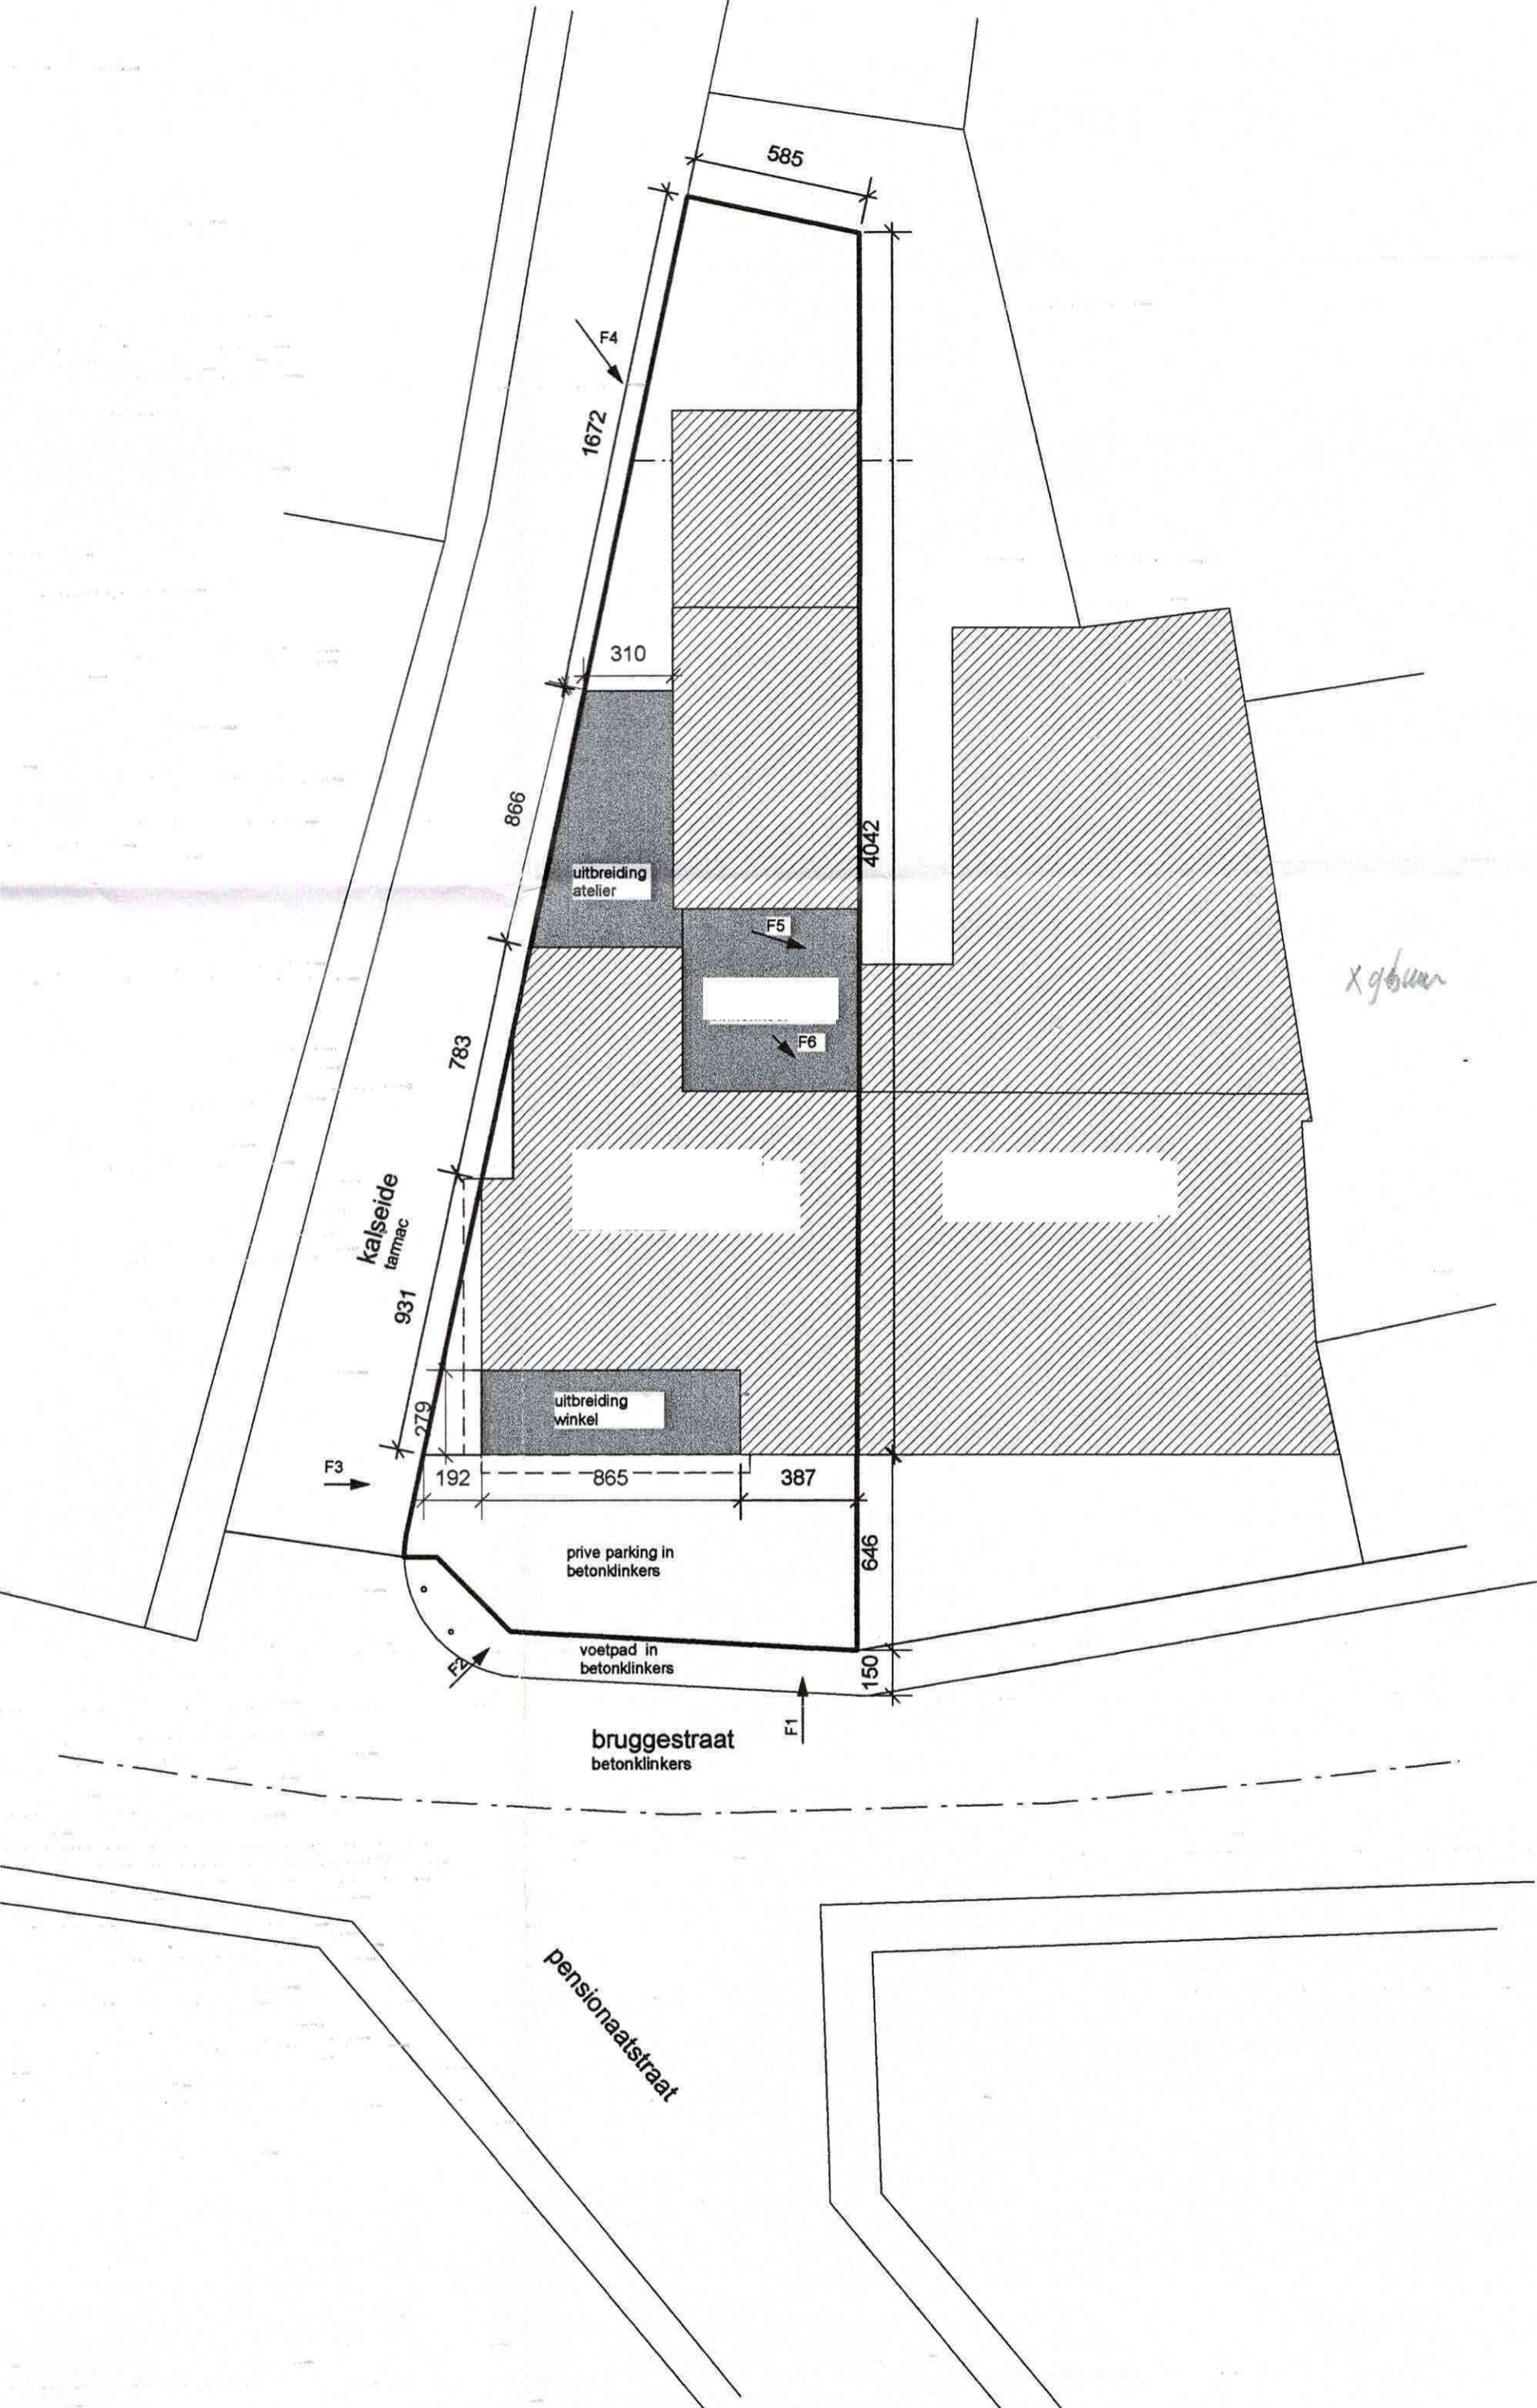 585
F4
1672
310
866
uitbreiding
atelier
4042
F5
F6
783
kalseide
tarmac
931
279
uitbreiding
winkel
F3
192
865
387
prive parking in
betonklinkers
646
voetpad in
betonklinkers
F2
150
F1
bruggestraat
betonklinkers
pensionaatstraat